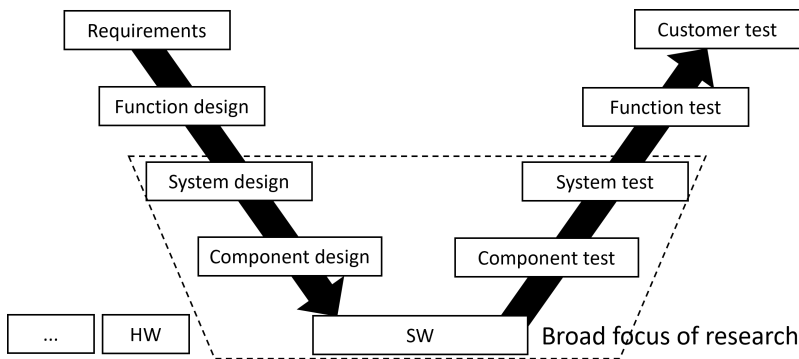 Requirements
Customer test
Function design
Function test
System design
System test
Component design
Component test
...
HW
SW
Broad focus of research